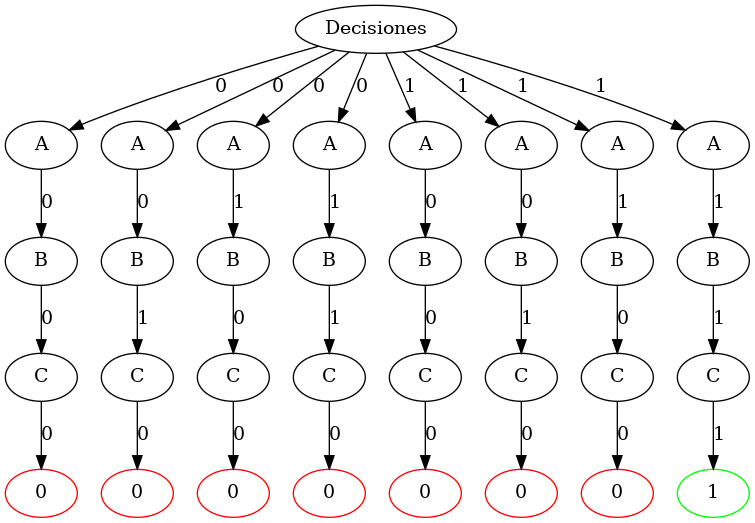 Decisiones
0 0 0 0 1 1 1 1
A A A A A A A A
0 0 1 1 0 0 1 1
B B B B B B B B
0 1 0 1 0 1 0 1
C C C C C C C C
0 0 0 0 0 0 0 1
0 0 0 0 0 0 0 1